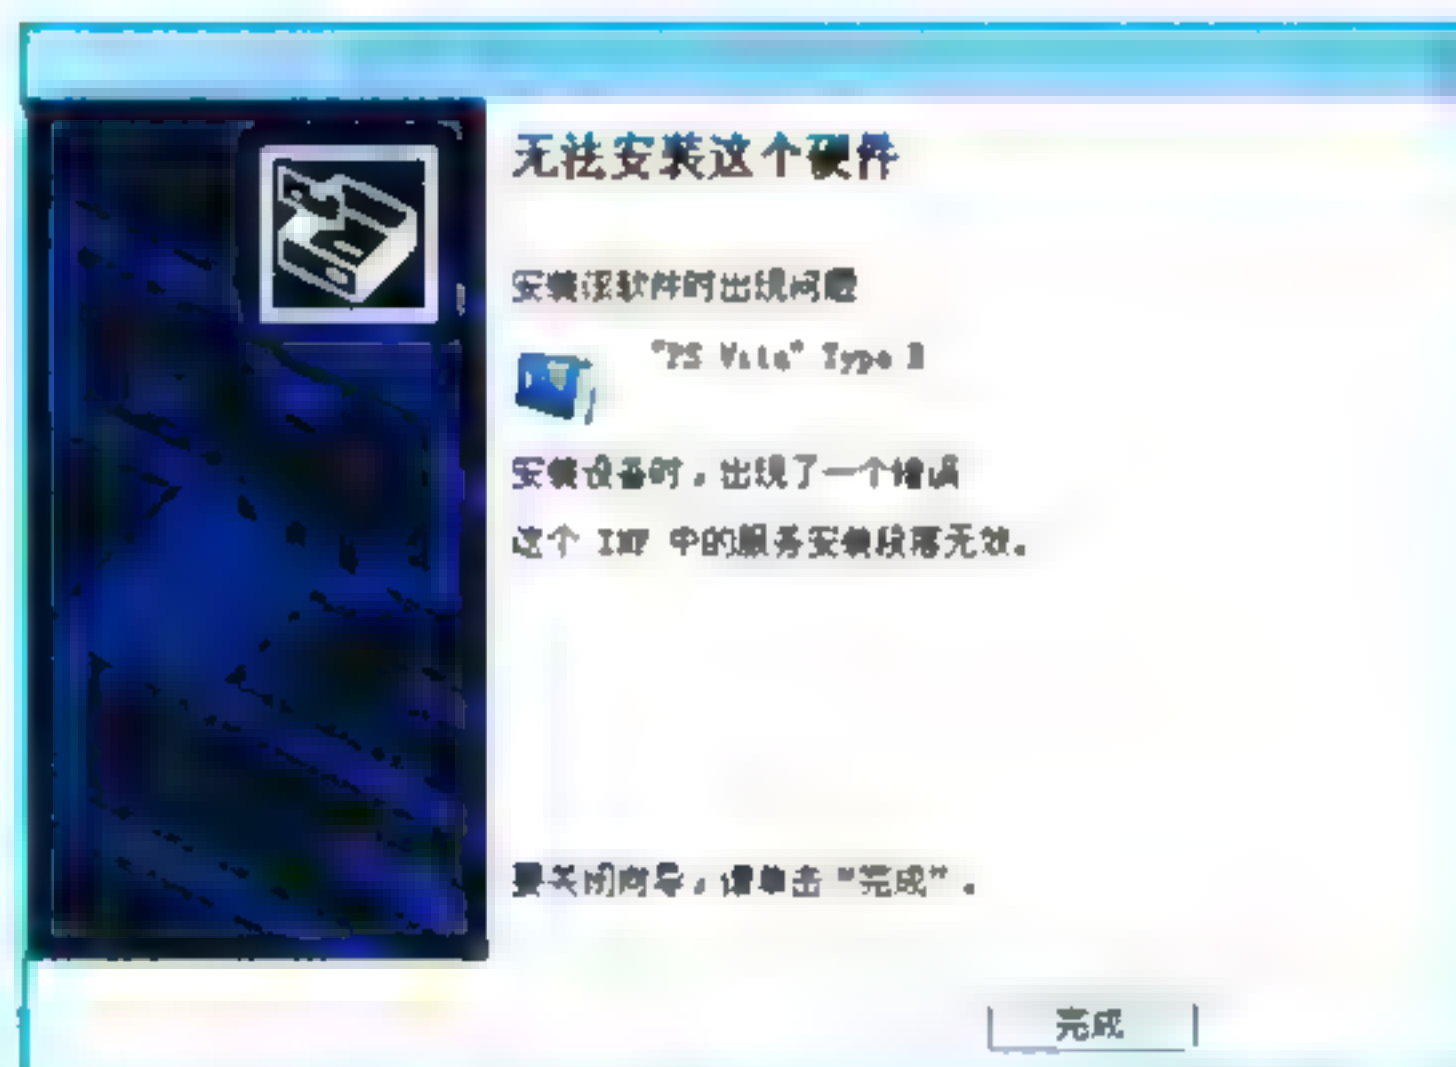 无法安装这个硬件
安装该软件时出现问题
"PS Vita" Type B
安装设备时，出现了一个错误
这个 INF 中的服务安装段落无效。
要关闭向导，请单击“完成”。
完成